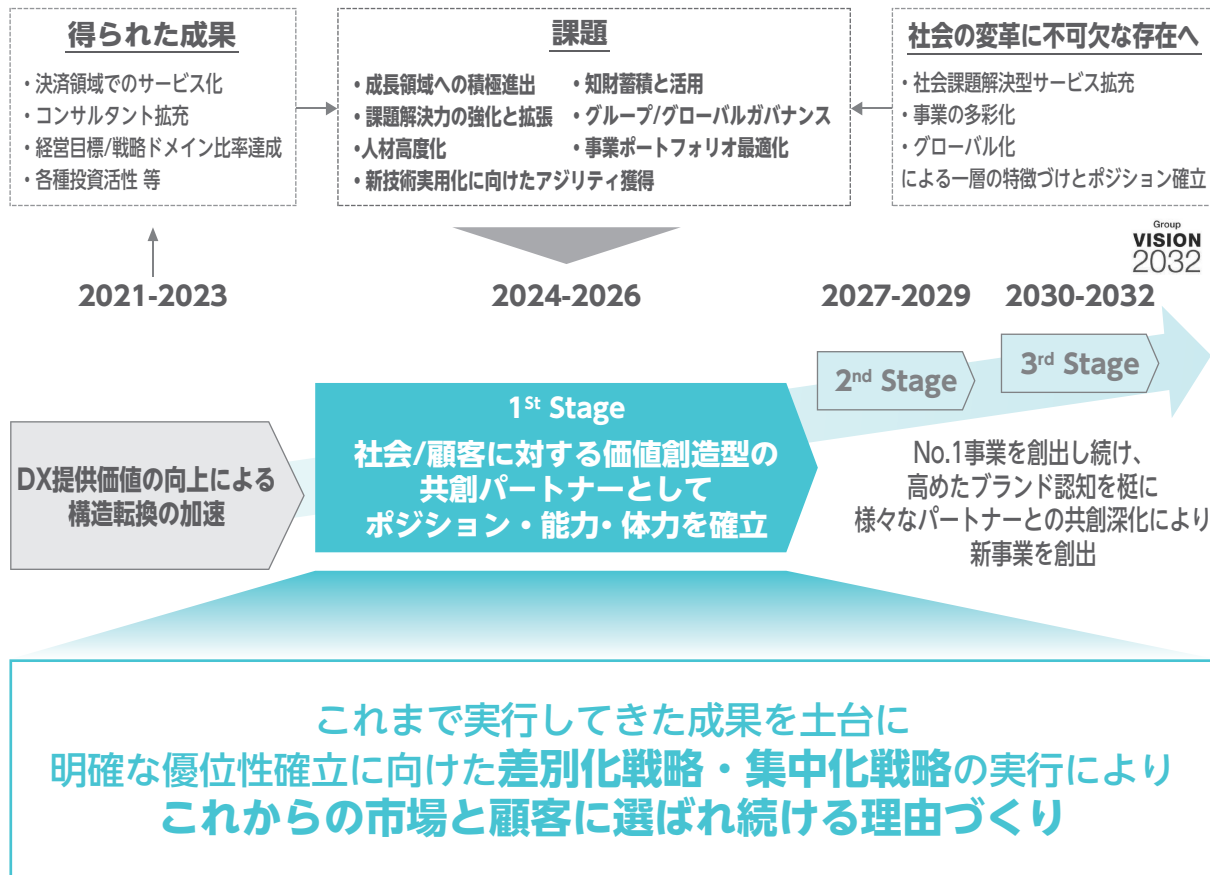 得られた成果
・決済領域でのサービス化
・コンサルタント拡充
・経営目標/戦略ドメイン比率達成
・各種投資活性 等
課題
・成長領域への積極進出
・課題解決力の強化と拡張
・人材高度化
・知財蓄積と活用
・グループ/グローバルガバナンス
・事業ポートフォリオ最適化
・新技術実用化に向けたアジリティ獲得
社会の変革に不可欠な存在へ
・社会課題解決型サービス拡充
・事業の多彩化
・グローバル化
による一層の特徴づけとポジション確立
Group
VISION
2032
2021-2023
2024-2026
2027-2029
2030-2032
DX提供価値の向上による
構造転換の加速
1St Stage
社会/顧客に対する価値創造型の
共創パートナーとして
ポジション・能力・体力を確立
2nd Stage
3rd Stage
No.1事業を創出し続け、
高めたブランド認知を梃に
様々なパートナーとの共創深化により
新事業を創出
これまで実行してきた成果を土台に
明確な優位性確立に向けた差別化戦略・集中化戦略の実行により
これからの市場と顧客に選ばれ続ける理由づくり